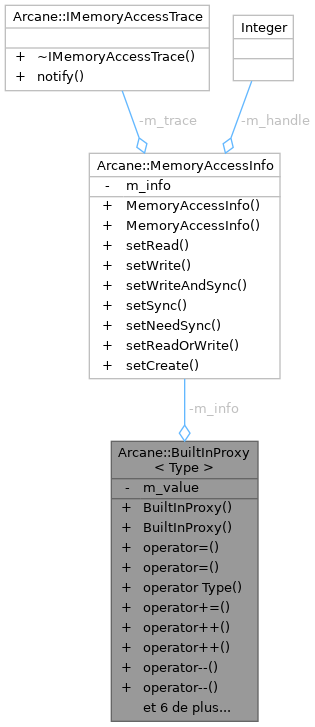 Arcane::IMemoryAccessTrace
+ ~IMemoryAccessTrace()
+ notify()
Integer
-m_trace
-m_handle
Arcane::MemoryAccessInfo
- m_info
+ MemoryAccessInfo()
+ MemoryAccessInfo()
+ setRead()
+ setWrite()
+ setWriteAndSync()
+ setSync()
+ setNeedSync()
+ setReadOrWrite()
+ setCreate()
-m_info
Arcane::BuiltInProxy
< Type >
- m_value
+ BuiltInProxy()
+ BuiltInProxy()
+ operator=()
+ operator=()
+ operator Type()
+ operator+=()
+ operator++()
+ operator++()
+ operator--()
+ operator--()
et 6 de plus...